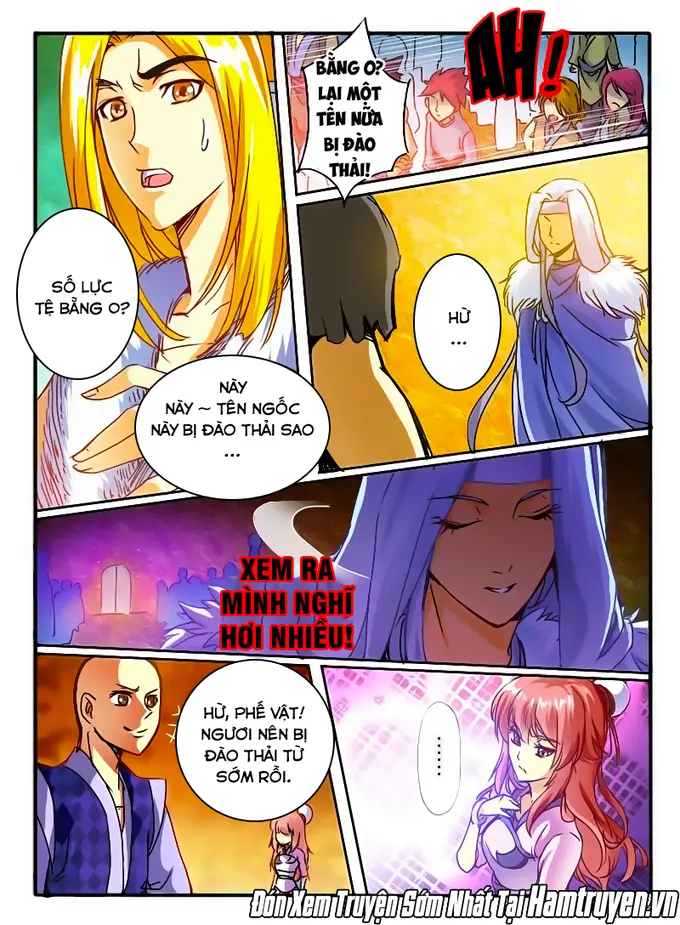 BẰNG 0?
LẠI MỘT
TÊN NỮA
BỊ ĐÀO
THẢI!
AH!
SỐ LỰC
TỆ BẰNG 0?
HỪ
...
NÀY
NÀY ~ TÊN NGỐC
NÀY BỊ ĐÀO THẢI SAO
...
XEM RA
MÌNH NGHĨ
HƠI NHIỀU!
HỪ, PHẾ VẬT!
NGƯƠI NÊN BỊ
ĐÃO THẢI TỪ
SỚM RỒI.
......
Đón Xem Truyện Sớm Nhất Tại Hamtruyen.vn